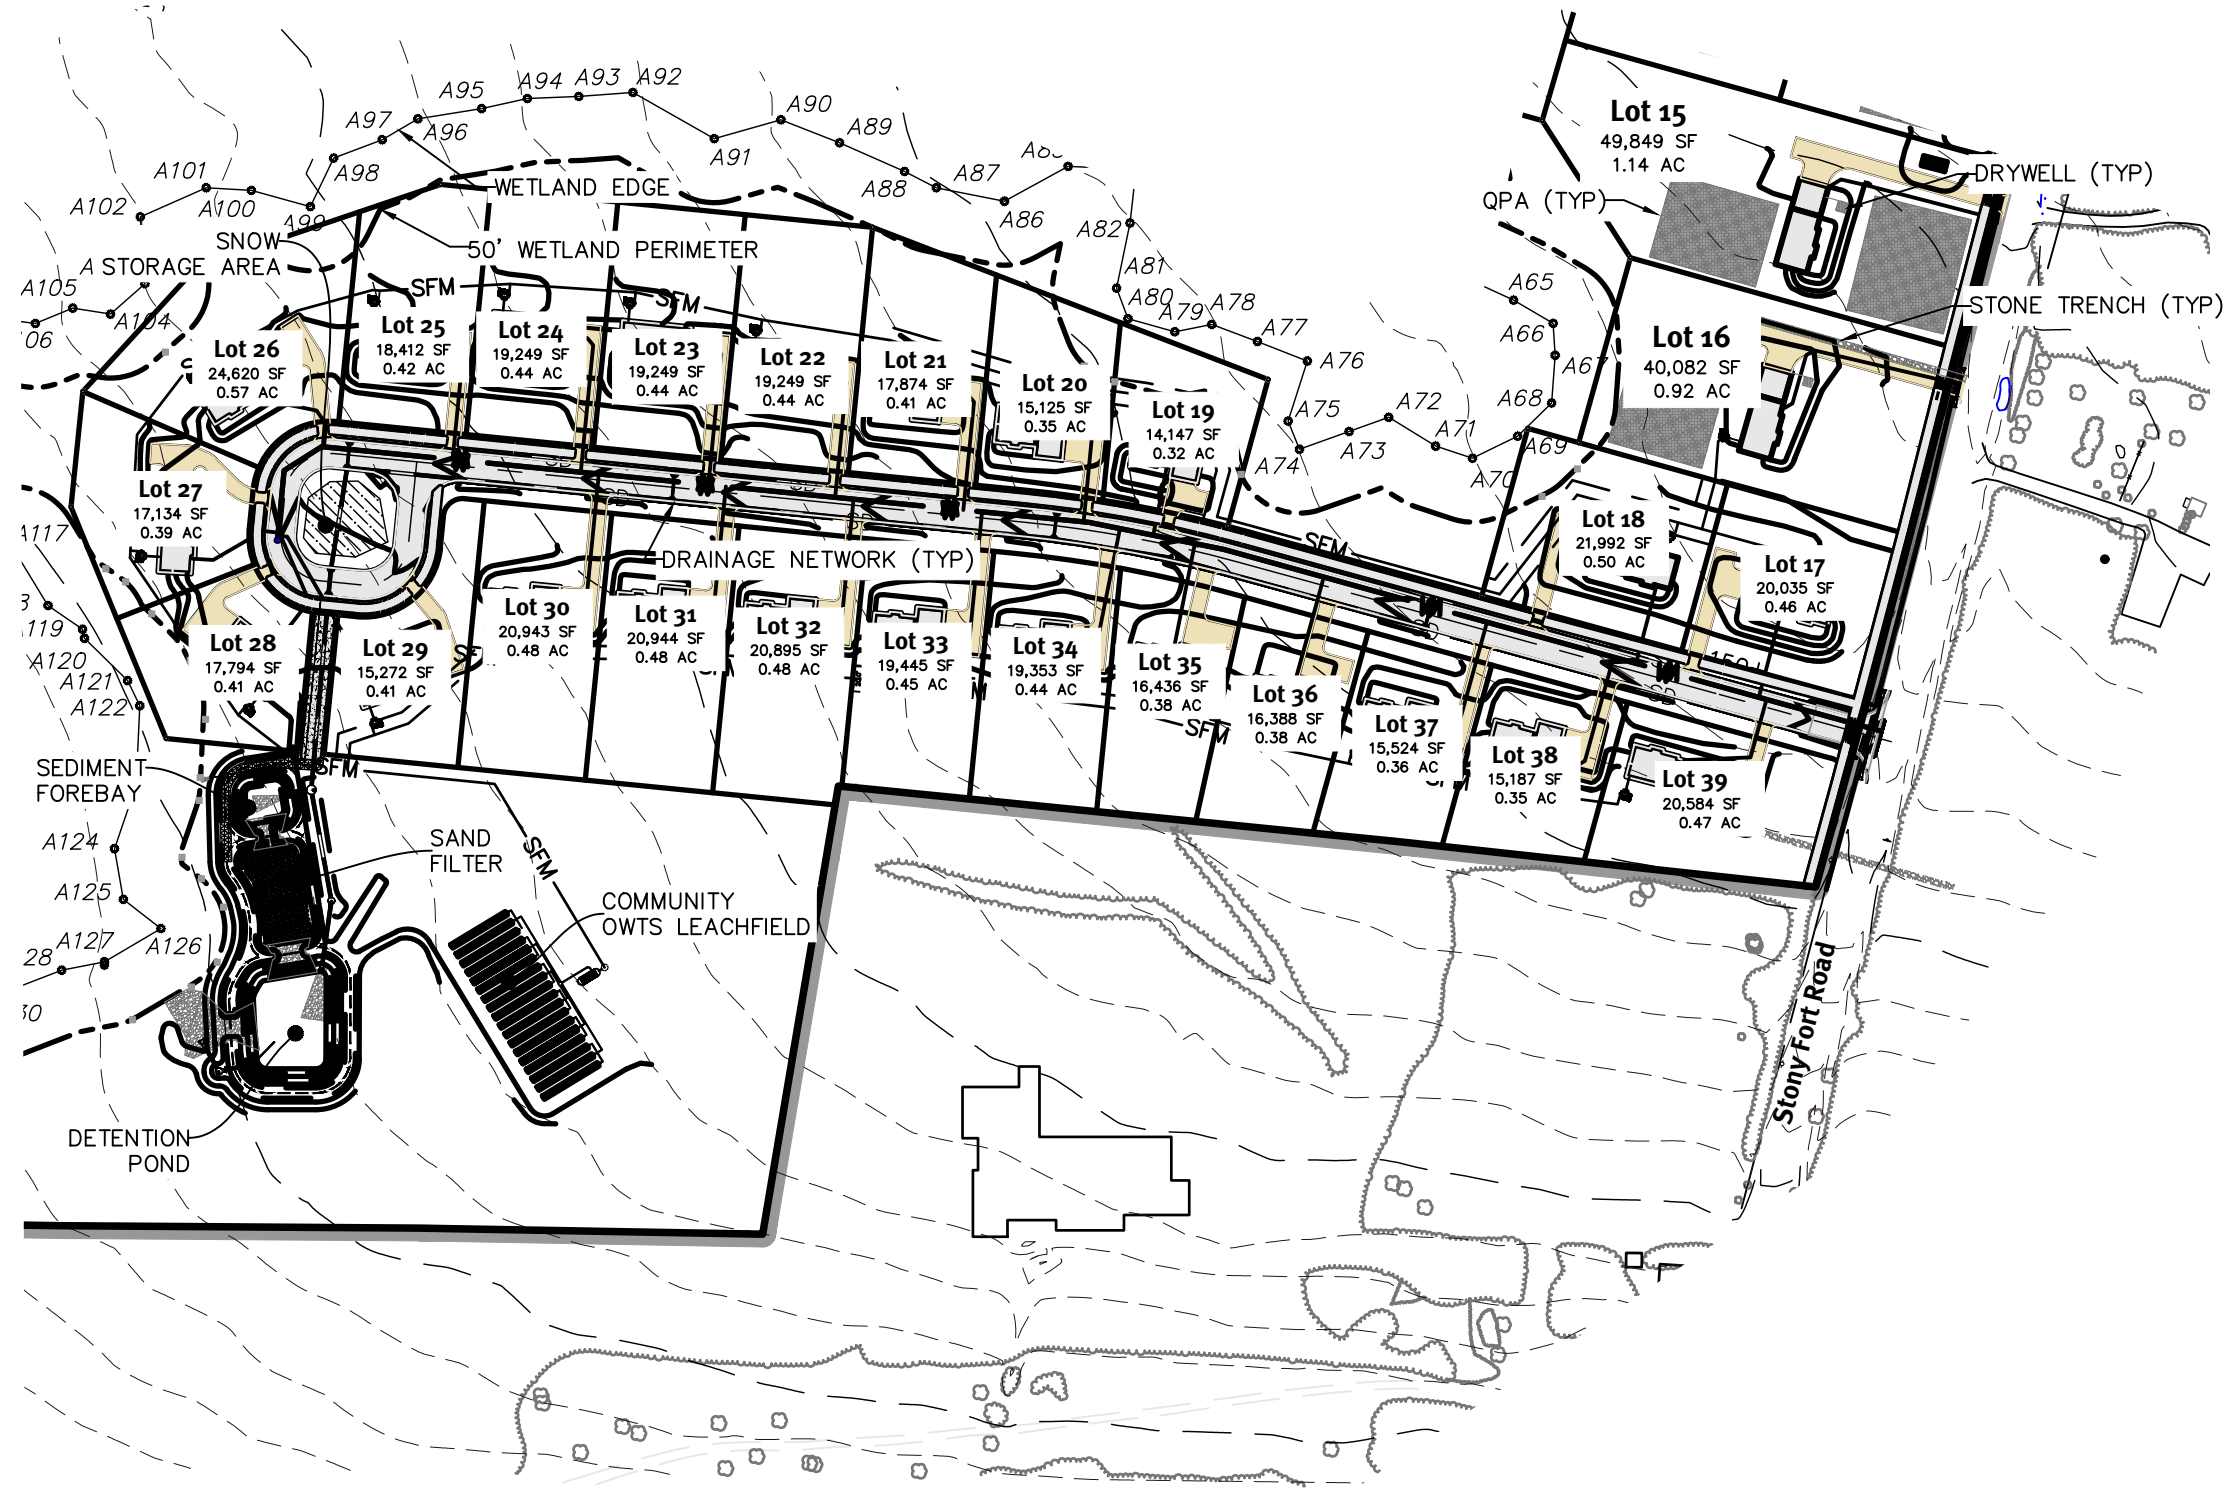 A92
A93
A94
A95
A96
A97
A98
A99
A100
A101
A102
A91
A90
A89
A88
A87
A86
A82
A81
A80
A79
A78
A77
A76
A75
A74
A73
A72
A71
A70
A69
A68
A67
A66
A65
WETLAND EDGE
50' WETLAND PERIMETER
SNOW
STORAGE AREA
A104
A105
SFM
SFM
Lot 15
49,849 SF
1.14 AC
QPA (TYP)
DRYWELL (TYP)
STONE TRENCH (TYP)
Lot 16
40,082 SF
0.92 AC
Lot 17
20,035 SF
0.46 AC
Lot 18
21,992 SF
0.50 AC
Lot 19
14,147 SF
0.32 AC
Lot 20
15,125 SF
0.35 AC
Lot 21
17,874 SF
0.41 AC
Lot 22
19,249 SF
0.44 AC
Lot 23
19,249 SF
0.44 AC
Lot 24
19,249 SF
0.44 AC
Lot 25
18,412 SF
0.42 AC
Lot 26
24,620 SF
0.57 AC
Lot 27
17,134 SF
0.39 AC
Lot 28
17,794 SF
0.41 AC
Lot 29
15,272 SF
0.41 AC
Lot 30
20,943 SF
0.48 AC
Lot 31
20,944 SF
0.48 AC
Lot 32
20,895 SF
0.48 AC
Lot 33
19,445 SF
0.45 AC
Lot 34
19,353 SF
0.44 AC
Lot 35
16,436 SF
0.38 AC
Lot 36
16,388 SF
0.38 AC
Lot 37
15,524 SF
0.36 AC
Lot 38
15,187 SF
0.35 AC
Lot 39
20,584 SF
0.47 AC
DRAINAGE NETWORK (TYP)
SFM
SFM
SFM
SFM
A117
A120
A121
A122
A124
A125
A126
A127
SEDIMENT
FOREBAY
SAND
FILTER
COMMUNITY
OWTS LEACHFIELD
DETENTION
POND
Stony Fort Road